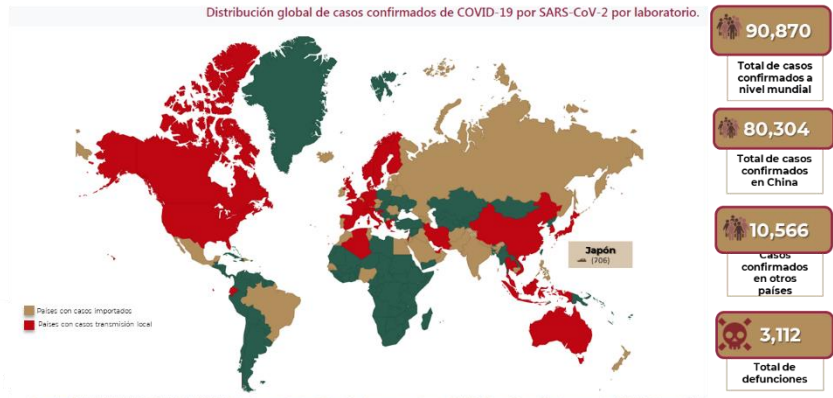 Distribución global de casos confirmados de COVID-19 por SARS-CoV-2 por laboratorio.
90,870
Total de casos
confirmados a
nivel mundial
80,304
Total de casos
confirmados
en China
10,566
Casos
confirmados
en otros
países
3,112
Total de
defunciones
Japón
(706)
Países con casos importados
Países con casos transmisión local